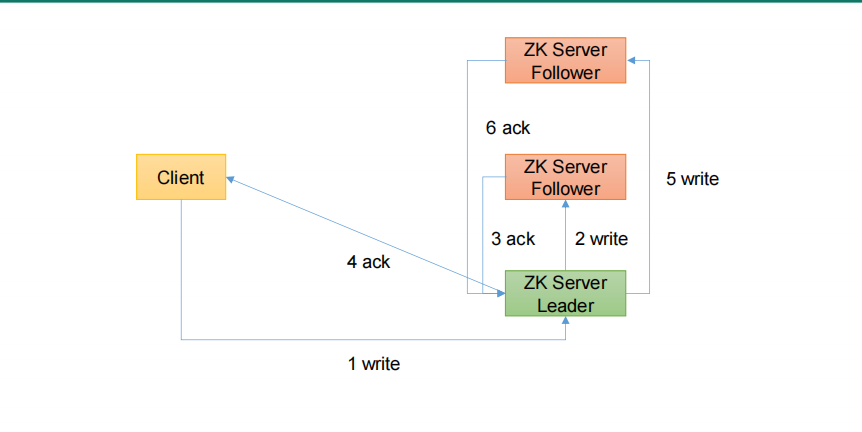 ZK Server
Follower
6 ack
Client
ZK Server
Follower
5 write
3 ack
2 write
4 ack
ZK Server
Leader
1 write